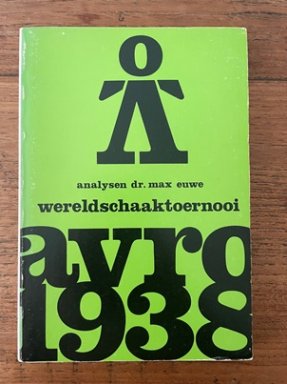 analysen dr. max euwe
wereldschaaktoernooi
avro
1938